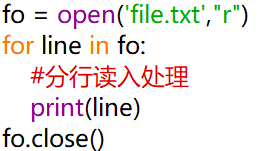 fo = open('file.txt',"r")
for line in fo:
    #分行读入处理
    print(line)
fo.close()